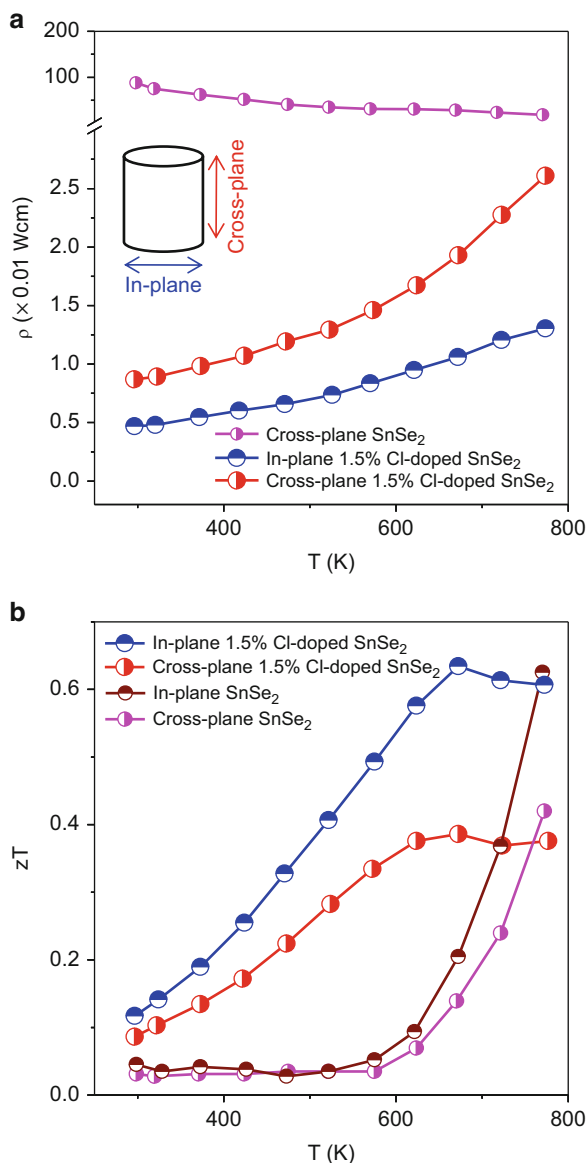 a
200
100
2.5
2.0
1.5
1.0
0.5
0.0
ρ (× 0.01 Wcm)
Cross-plane
In-plane
Cross-plane SnSe2
In-plane 1.5% Cl-doped SnSe2
Cross-plane 1.5% Cl-doped SnSe2
400 600 800
T (K)
b
In-plane 1.5% Cl-doped SnSe2
Cross-plane 1.5% Cl-doped SnSe2
In-plane SnSe2
Cross-plane SnSe2
0.6
0.4
0.2
0.0
zT
400 600 800
T (K)